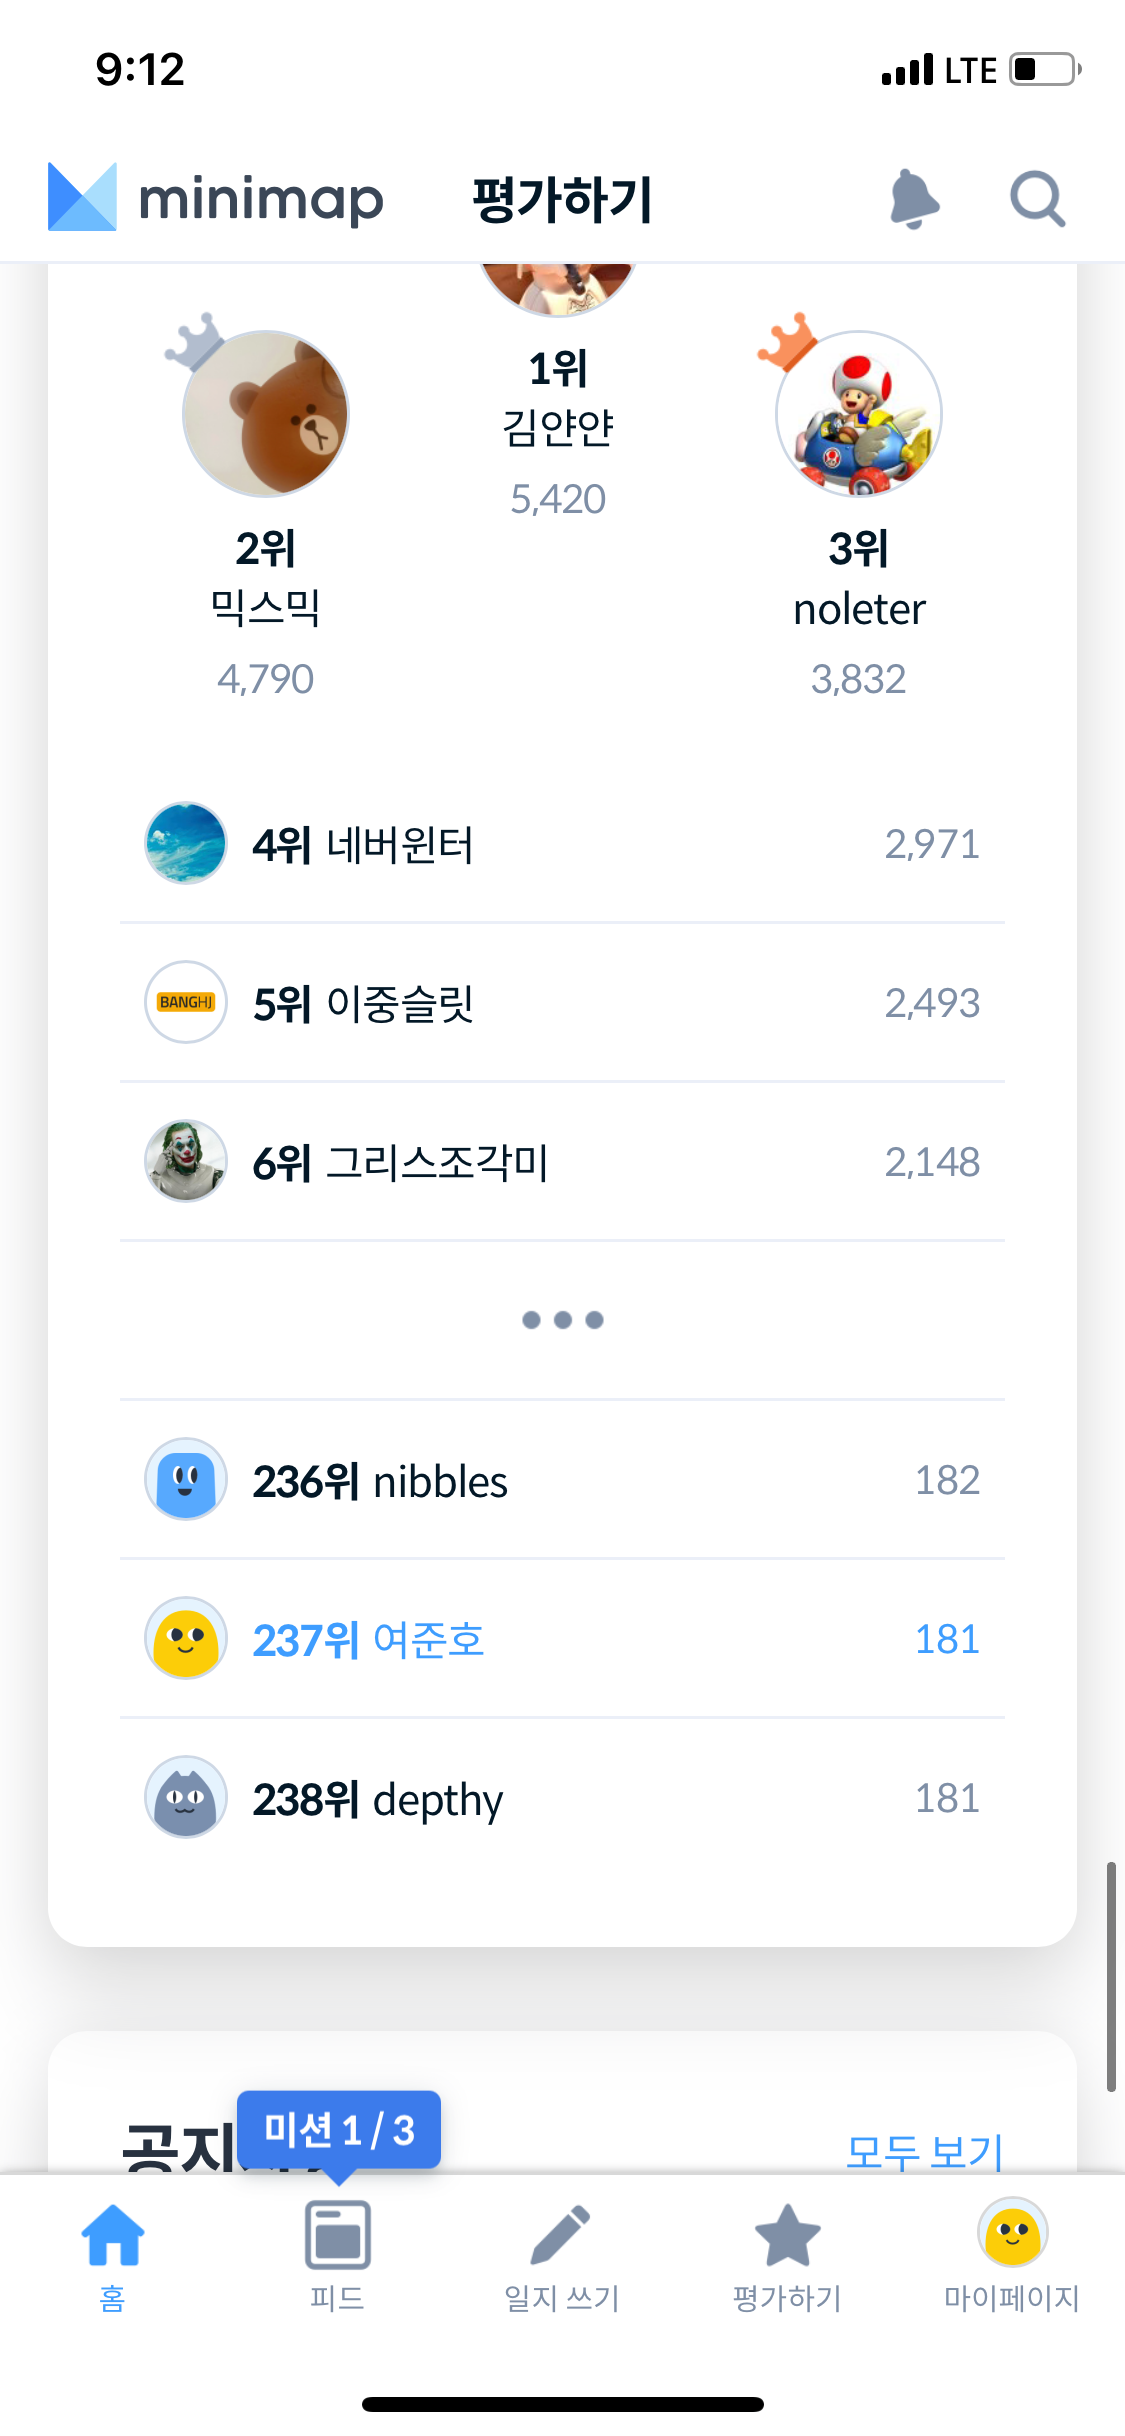 9:12
LTE
minimap 평가하기
1위
김얀얀
5,420
2위
믹스믹
4,790
3위
noleter
3,832
4위 네버윈터 2,971
BANGHJ
5위 이중슬릿 2,493
6위 그리스조각미 2,148
236위 nibbles 182
237위 여준호 181
238위 depthy 181
미션 1 / 3
모두 보기
홈
피드
일지 쓰기
평가하기
마이페이지